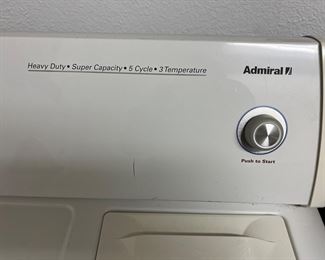 Heavy Duty • Super Capacity • 5 Cycle • 3 Temperature
Admiral
Push to Start